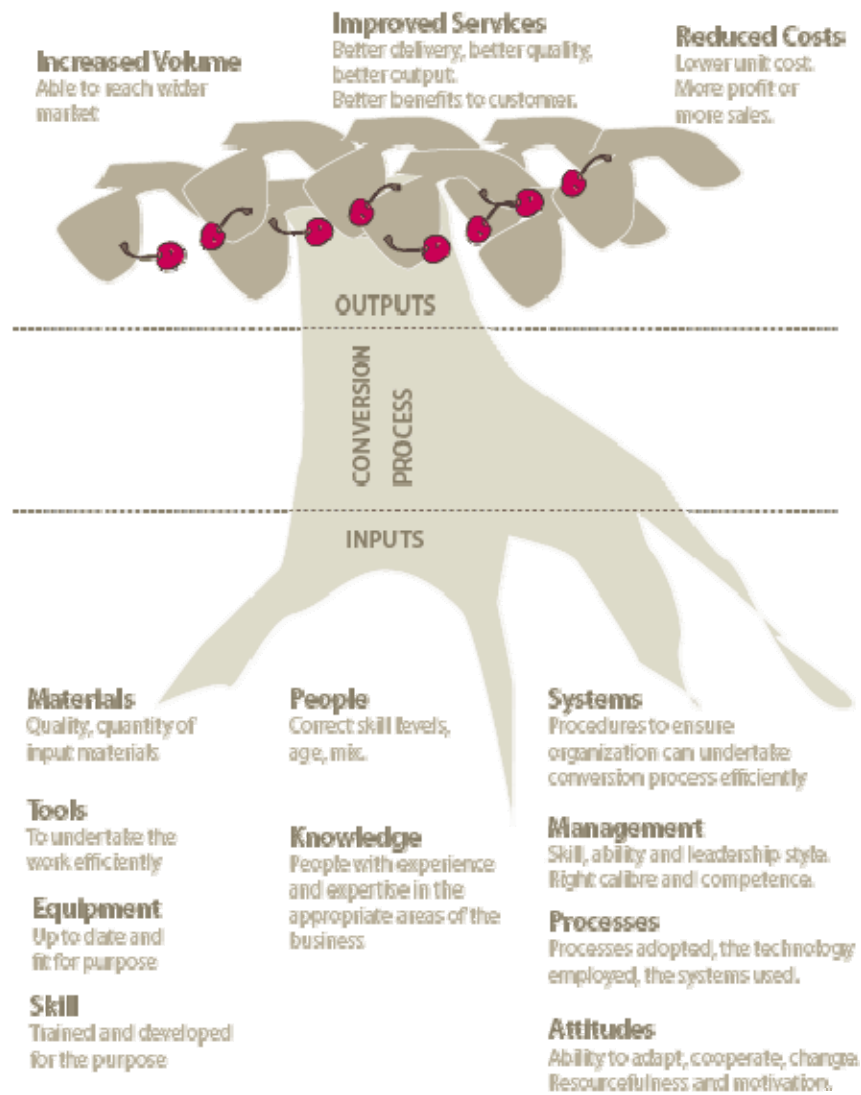 Increased Volume
Able to reach wider
market
Improved Services
Better delivery, better quality,
better output.
Better benefits to customer.
Reduced Costs
Lower unit cost.
More profit or
more sales.
OUTPUTS
CONVERSION
PROCESS
INPUTS
Materials
Quality, quantity of
input materials
Tools
To undertake the
work efficiently
Equipment
Up to date and
fit for purpose
Skill
Trained and developed
for the purpose
People
Correct skill levels,
age, mix.
Knowledge
People with experience
and expertise in the
appropriate areas of the
business
Systems
Procedures to ensure
organization can undertake
conversion process efficiently
Management
Skill, ability and leadership style.
Right calibre and competence.
Processes
Processes adopted, the technology
employed, the systems used.
Attitudes
Ability to adapt, cooperate, change.
Resourcefulness and motivation.